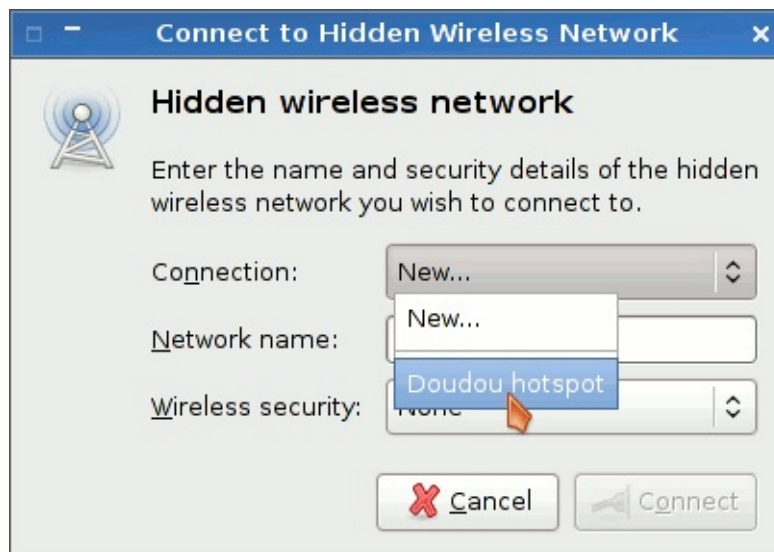 Connect to Hidden Wireless Network
Hidden wireless network
Enter the name and security details of the hidden
wireless network you wish to connect to.
Connection: New...
New...
Network name:
Doudou hotspot
Wireless security: None
Cancel Connect